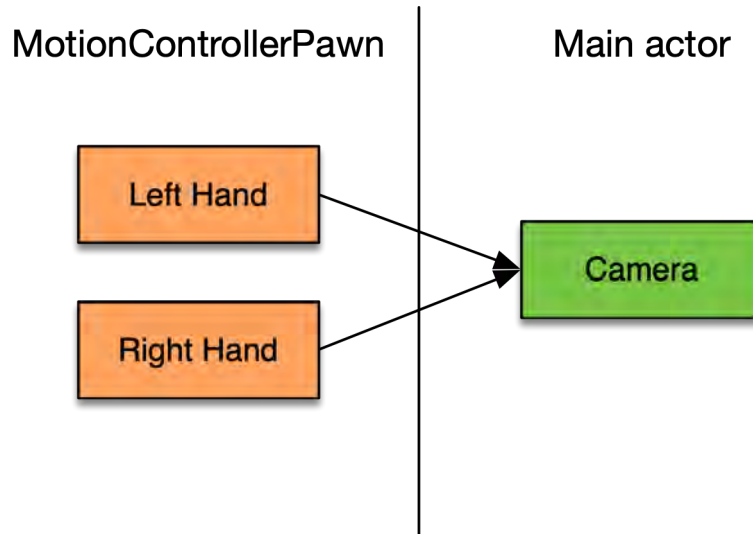 MotionControllerPawn
Main actor
Left Hand
Camera
Right Hand